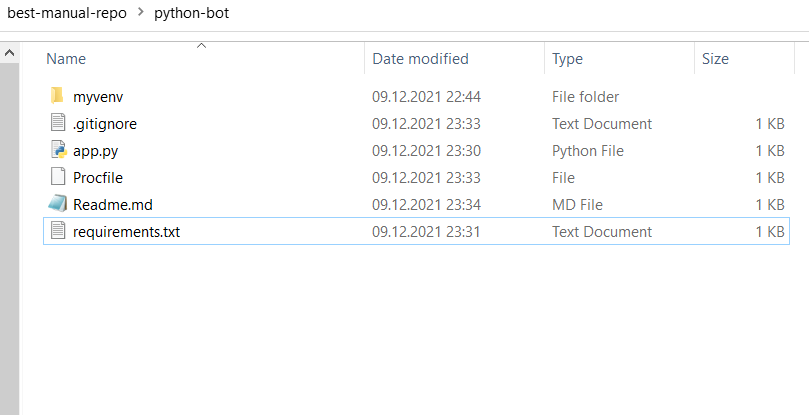 best-manual-repo > python-bot
Name Date modified Type Size
myvenv 09.12.2021 22:44 File folder
.gitignore 09.12.2021 23:33 Text Document 1 KB
app.py 09.12.2021 23:30 Python File 1 KB
Procfile 09.12.2021 23:33 File 1 KB
Readme.md 09.12.2021 23:34 MD File 1 KB
requirements.txt 09.12.2021 23:31 Text Document 1 KB